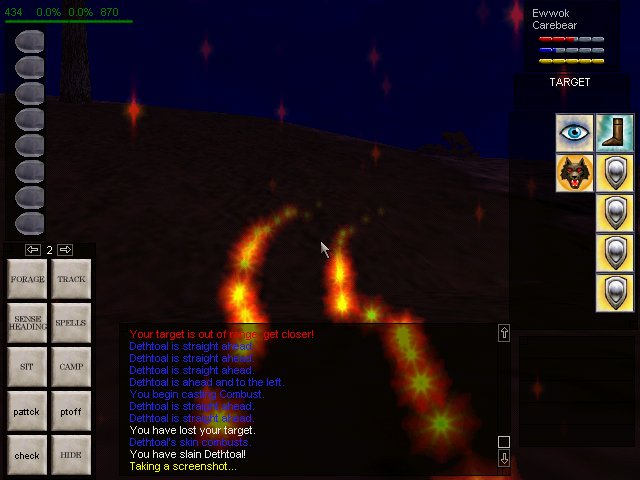 434 0.0% 0.0% 870
Ewwok
Carebear
TARGET
2
FORAGE
TRACK
SENSE
HEADING
SPELLS
SIT
CAMP
pattck
ptoff
check
HIDE
Your target is out of range, get closer!
Dethtoal is straight ahead.
Dethtoal is straight ahead.
Dethtoal is straight ahead.
Dethtoal is ahead and to the left.
You begin casting Combust.
Dethtoal is straight ahead.
Dethtoal is straight ahead.
You have lost your target.
Dethtoal's skin combusts.
You have slain Dethtoal!
Taking a screenshot...